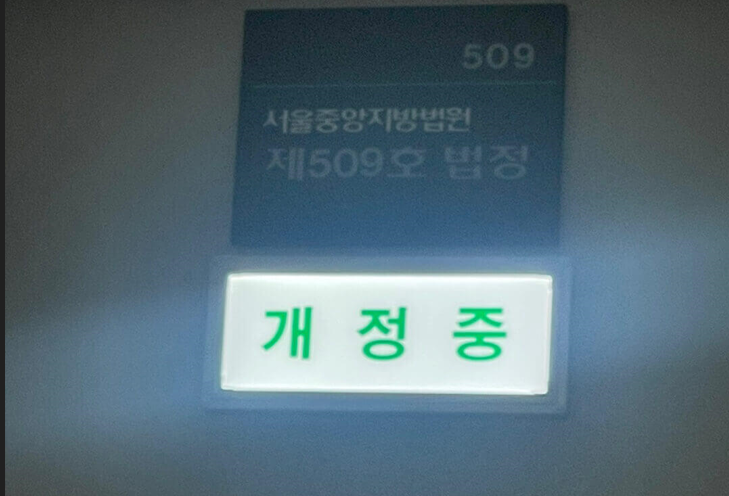 509
서울중앙지방법원
제509호 법정
개 정 중